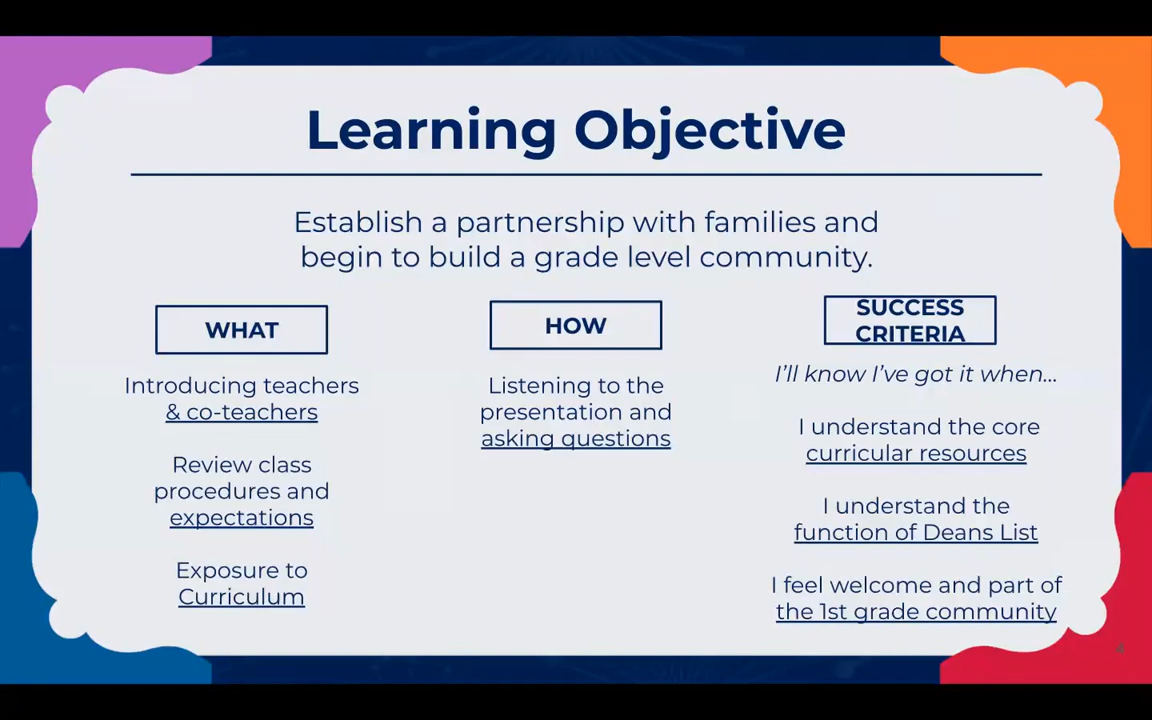 Learning Objective
Establish a partnership with families and
begin to build a grade level community.
WHAT
Introducing teachers
& co-teachers
Review class
procedures and
expectations
Exposure to
Curriculum
HOW
Listening to the
presentation and
asking questions
SUCCESS
CRITERIA
I'll know I've got it when...
I understand the core
curricular resources
I understand the
function of Deans List
I feel welcome and part of
the 1st grade community